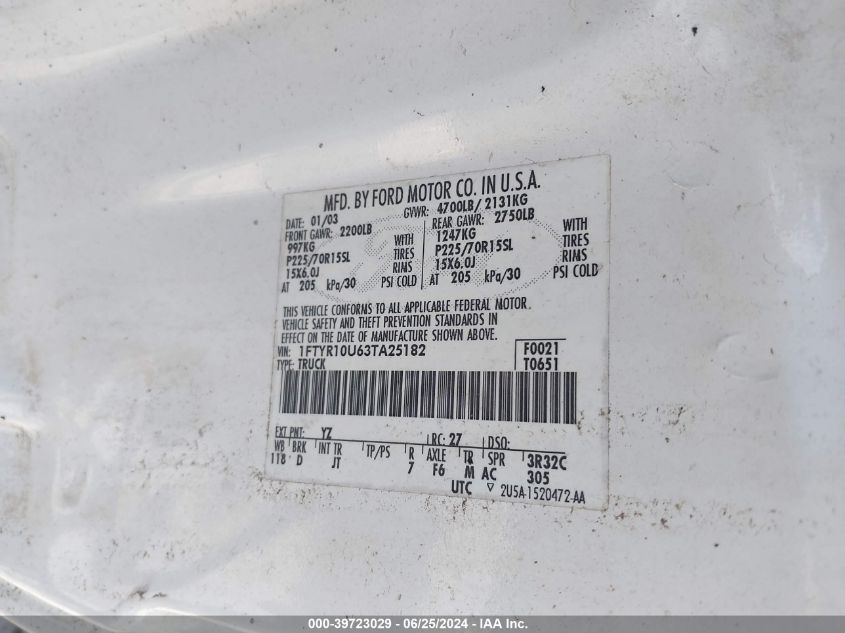 MFD. BY FORD MOTOR CO. IN U.S.A.
DATE: 01/03 GVWR: 4700LB/ 2131KG
FRONT GAWR: 2200LB REAR GAWR: 2750LB
997KG WITH 1247KG WITH
P225/70R15SL TIRES P225/70R15SL TIRES
15X6.0J RIMS 15X6.0J RIMS
AT 205 kPa/30 PSI COLD AT 205 kPa/30 PSI COLD
THIS VEHICLE CONFORMS TO ALL APPLICABLE FEDERAL MOTOR.
VEHICLE SAFETY AND THEFT PREVENTION STANDARDS IN
EFFECT ON THE DATE OF MANUFACTURE SHOWN ABOVE.
VIN: 1FTYR10U63TA25182 F0021
TYPE: TRUCK T0651
EXT PNT: YZ RC: 27 DSO:
WB BRK INT TR TP/PS R AXLE TR SPR 3R32C
118 D JT 7 F6 M AC 305
UTC ▽ 2U5A-1520472-AA
000-39723029 - 06/25/2024 - IAA Inc.